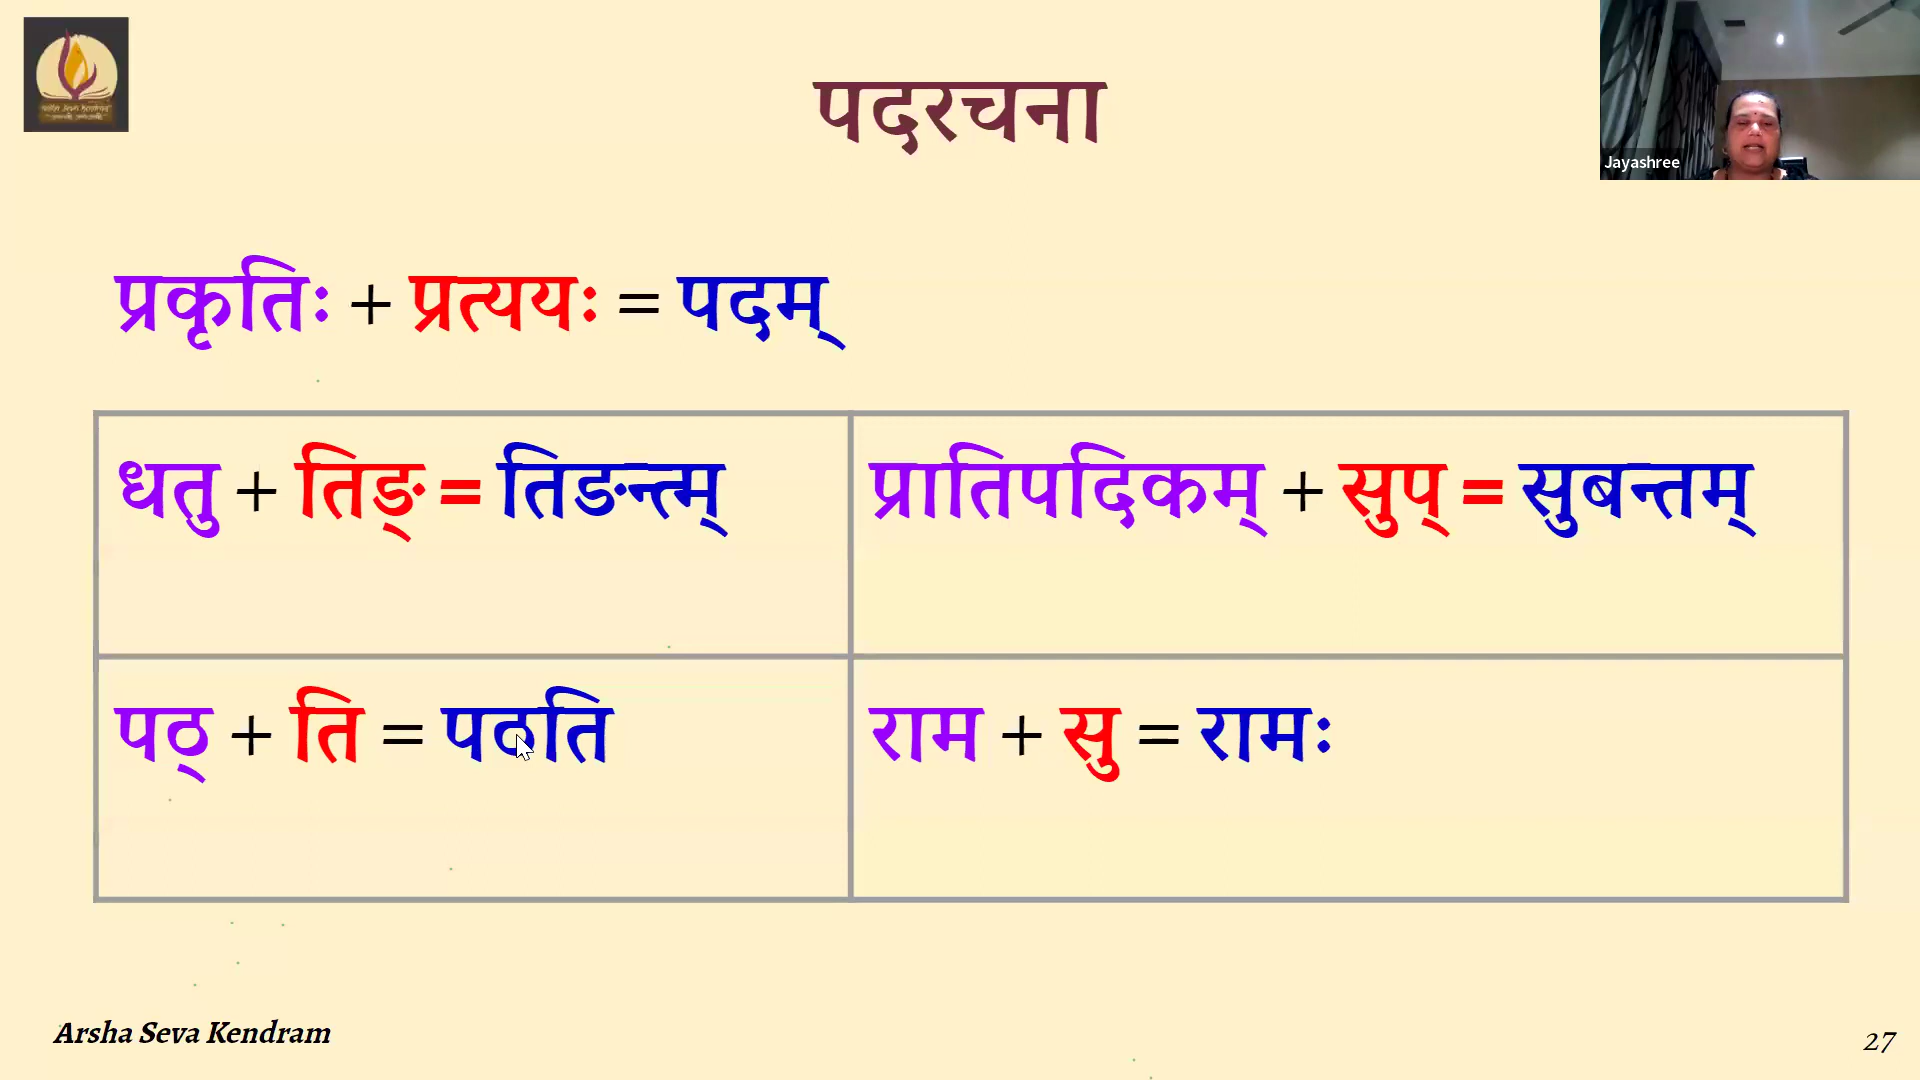 पदरचना
Jayashree
प्रकृतिः + प्रत्ययः = पदम्
धतु + तिङ् = तिङन्त्म्
प्रातिपदिकम् + सुप् = सुबन्तम्
पठ् + ति = पठति
राम + सु = रामः
Arsha Seva Kendram
27